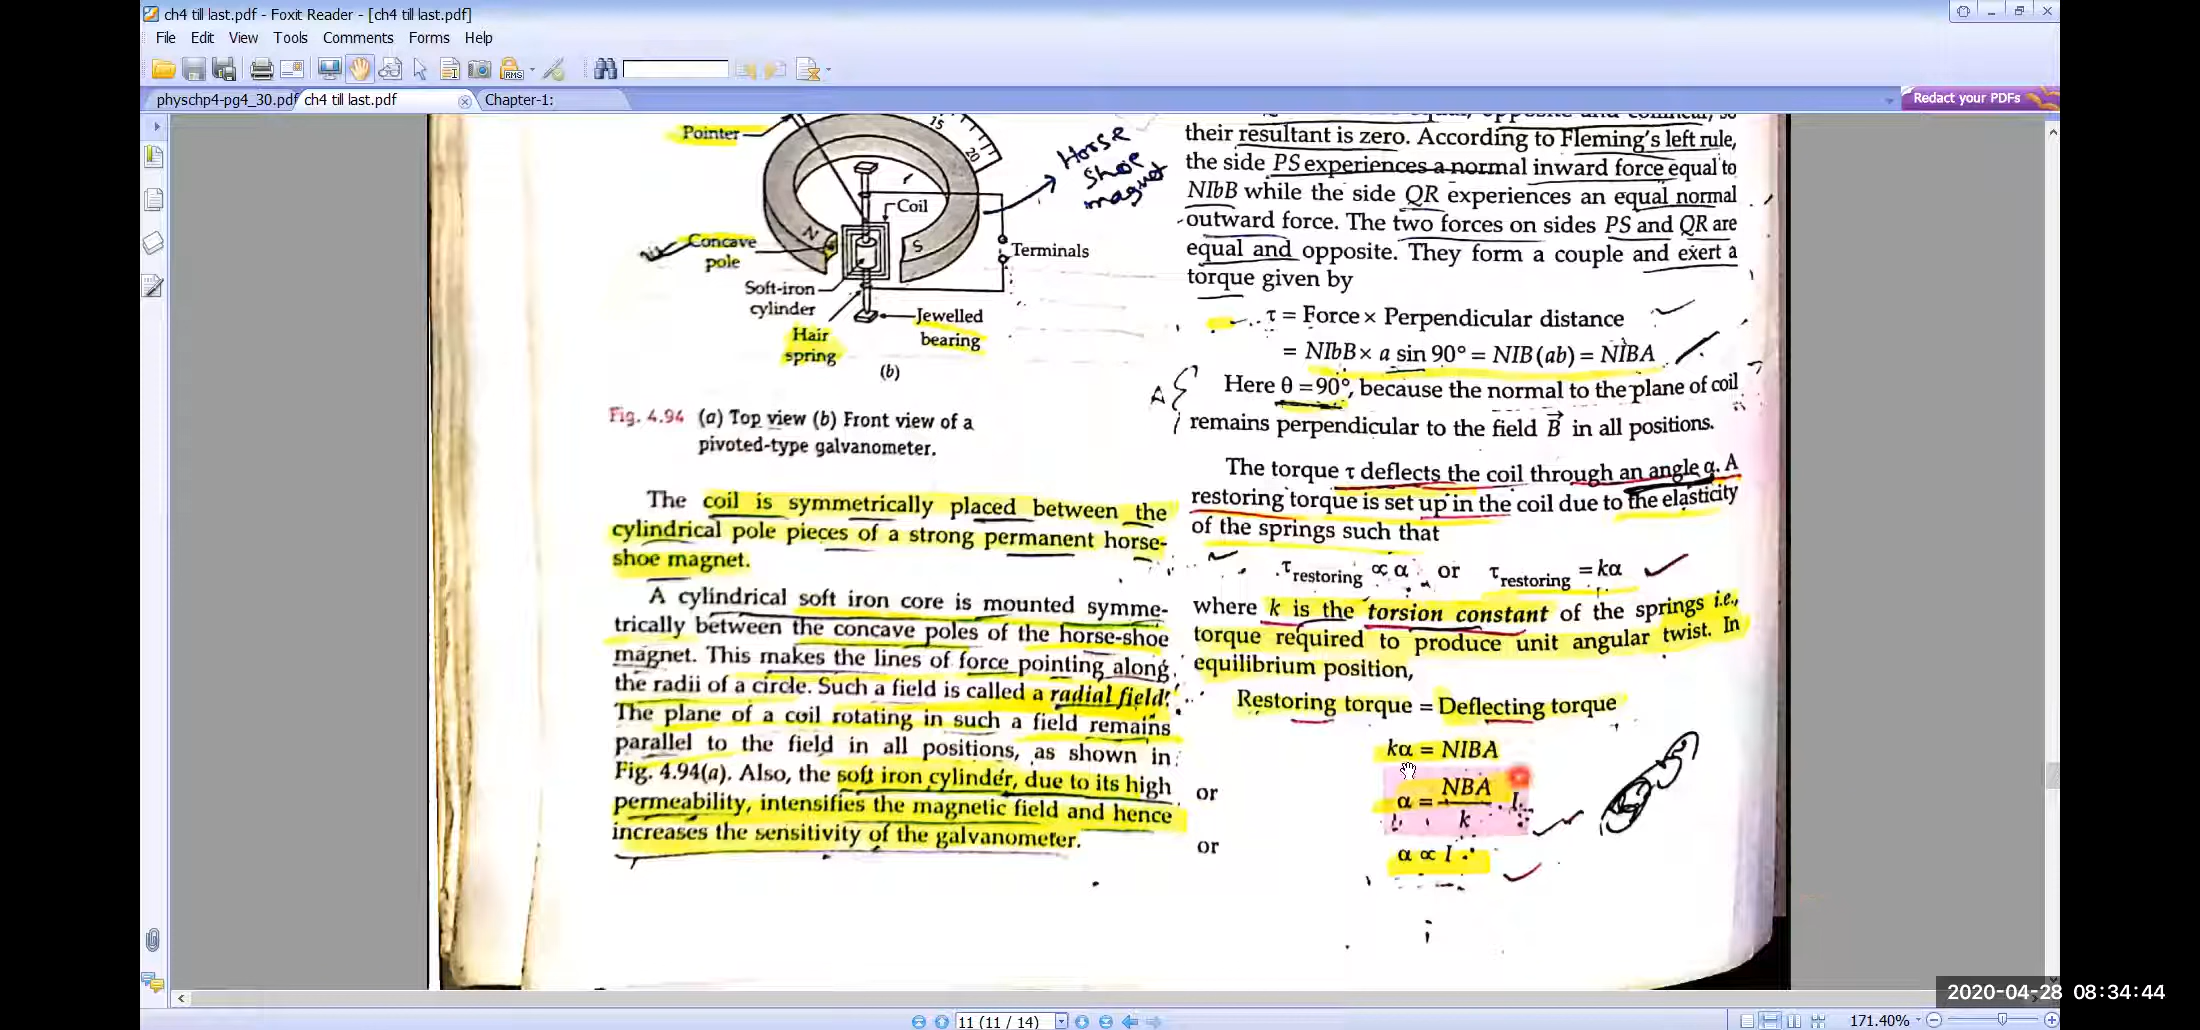 ch4 till last.pdf - Foxit Reader - [ch4 till last.pdf]
File Edit View Tools Comments Forms Help
physchp4-pg4_30.pdf ch4 till last.pdf Chapter-1:
Redact your PDFs
Pointer
15
20
Horse
shoe
magnet
Coil
N
S
Concave
pole
Terminals
Soft-iron
cylinder
Hair
spring
Jewelled
bearing
(b)
Fig. 4.94 (a) Top view (b) Front view of a
pivoted-type galvanometer.
The coil is symmetrically placed between the
cylindrical pole pieces of a strong permanent horse-
shoe magnet.
A cylindrical soft iron core is mounted symme-
trically between the concave poles of the horse-shoe
magnet. This makes the lines of force pointing along
the radii of a circle. Such a field is called a radial field.
The plane of a coil rotating in such a field remains
parallel to the field in all positions, as shown in
Fig. 4.94(a). Also, the soft iron cylinder, due to its high
permeability, intensifies the magnetic field and hence
increases the sensitivity of the galvanometer.
their resultant is zero. According to Fleming's left rule,
the side PS experiences a normal inward force equal to
NIbB while the side QR experiences an equal normal
outward force. The two forces on sides PS and QR are
equal and opposite. They form a couple and exert a
torque given by
τ = Force × Perpendicular distance
= NIbB × a sin 90° = NIB (ab) = NIBA
Here θ = 90°, because the normal to the plane of coil
remains perpendicular to the field B⃗ in all positions.
The torque τ deflects the coil through an angle α. A
restoring torque is set up in the coil due to the elasticity
of the springs such that
τrestoring ∝ α or τrestoring = kα
where k is the torsion constant of the springs i.e.,
torque required to produce unit angular twist. In
equilibrium position,
Restoring torque = Deflecting torque
kα = NIBA
or α = NBA/k . I
or α ∝ I
11 (11 / 14)
171.40%
2020-04-28 08:34:44